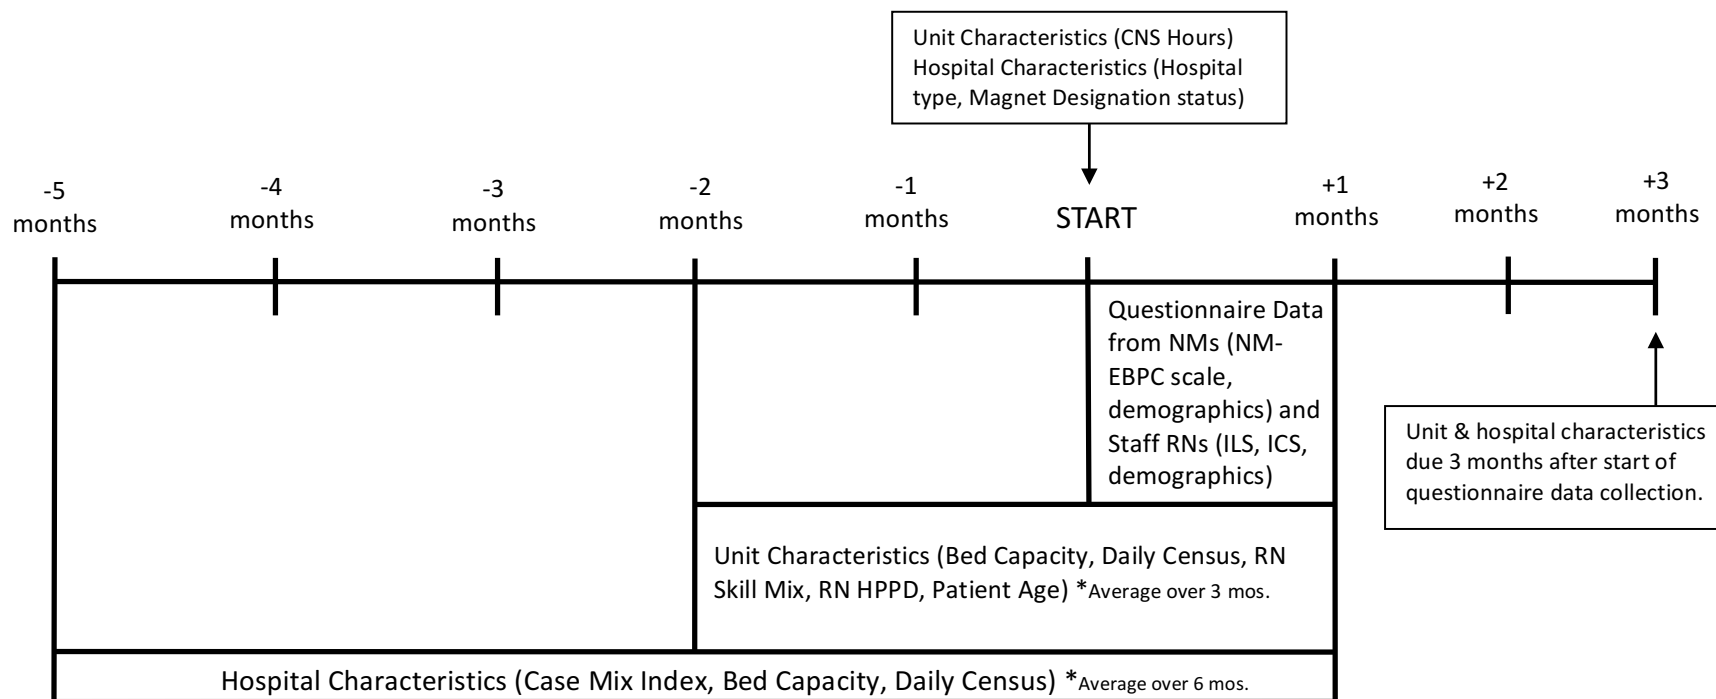 Unit Characteristics (CNS Hours)
Hospital Characteristics (Hospital
type, Magnet Designation status)
-5
months
-4
months
-3
months
-2
months
-1
months
START
+1
months
+2
months
+3
months
Questionnaire Data
from NMs (NM-
EBPC scale,
demographics) and
Staff RNs (ILS, ICS,
demographics)
Unit & hospital characteristics
due 3 months after start of
questionnaire data collection.
Unit Characteristics (Bed Capacity, Daily Census, RN
Skill Mix, RN HPPD, Patient Age) *Average over 3 mos.
Hospital Characteristics (Case Mix Index, Bed Capacity, Daily Census) *Average over 6 mos.